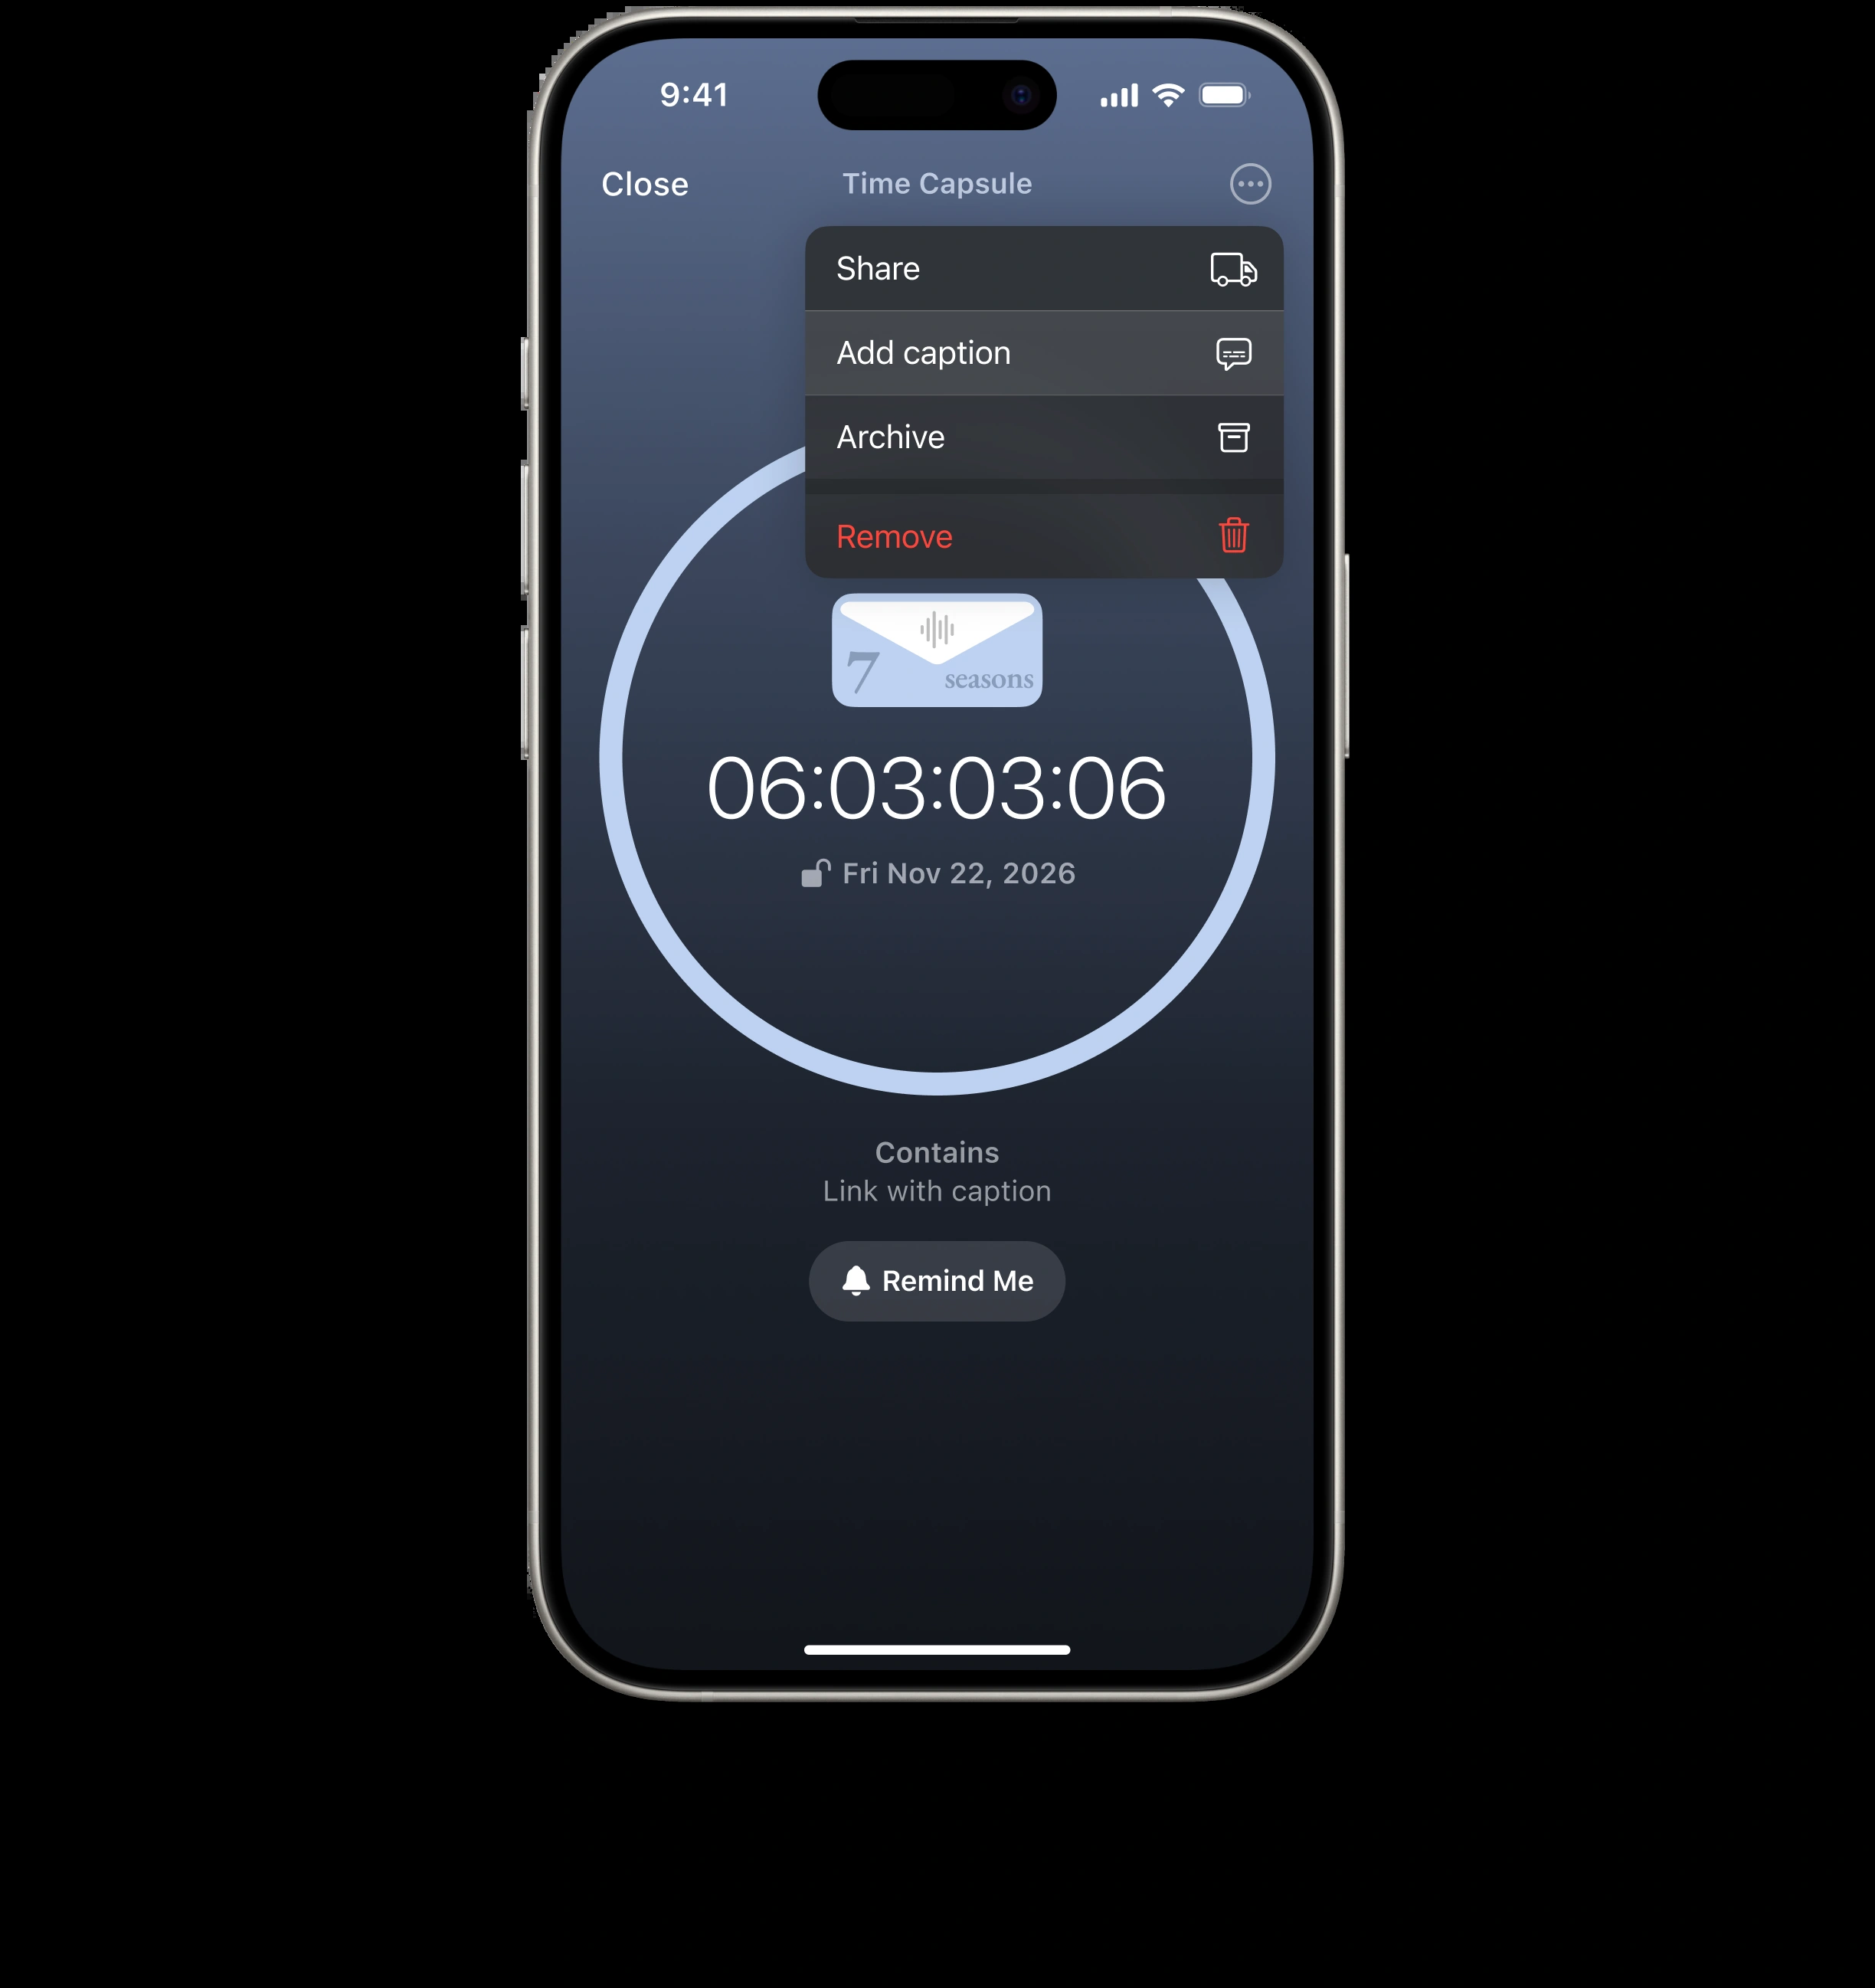 9:41
Close
Time Capsule
Share
Add caption
Archive
Remove
7
seasons
06:03:03:06
Fri Nov 22, 2026
Contains
Link with caption
Remind Me